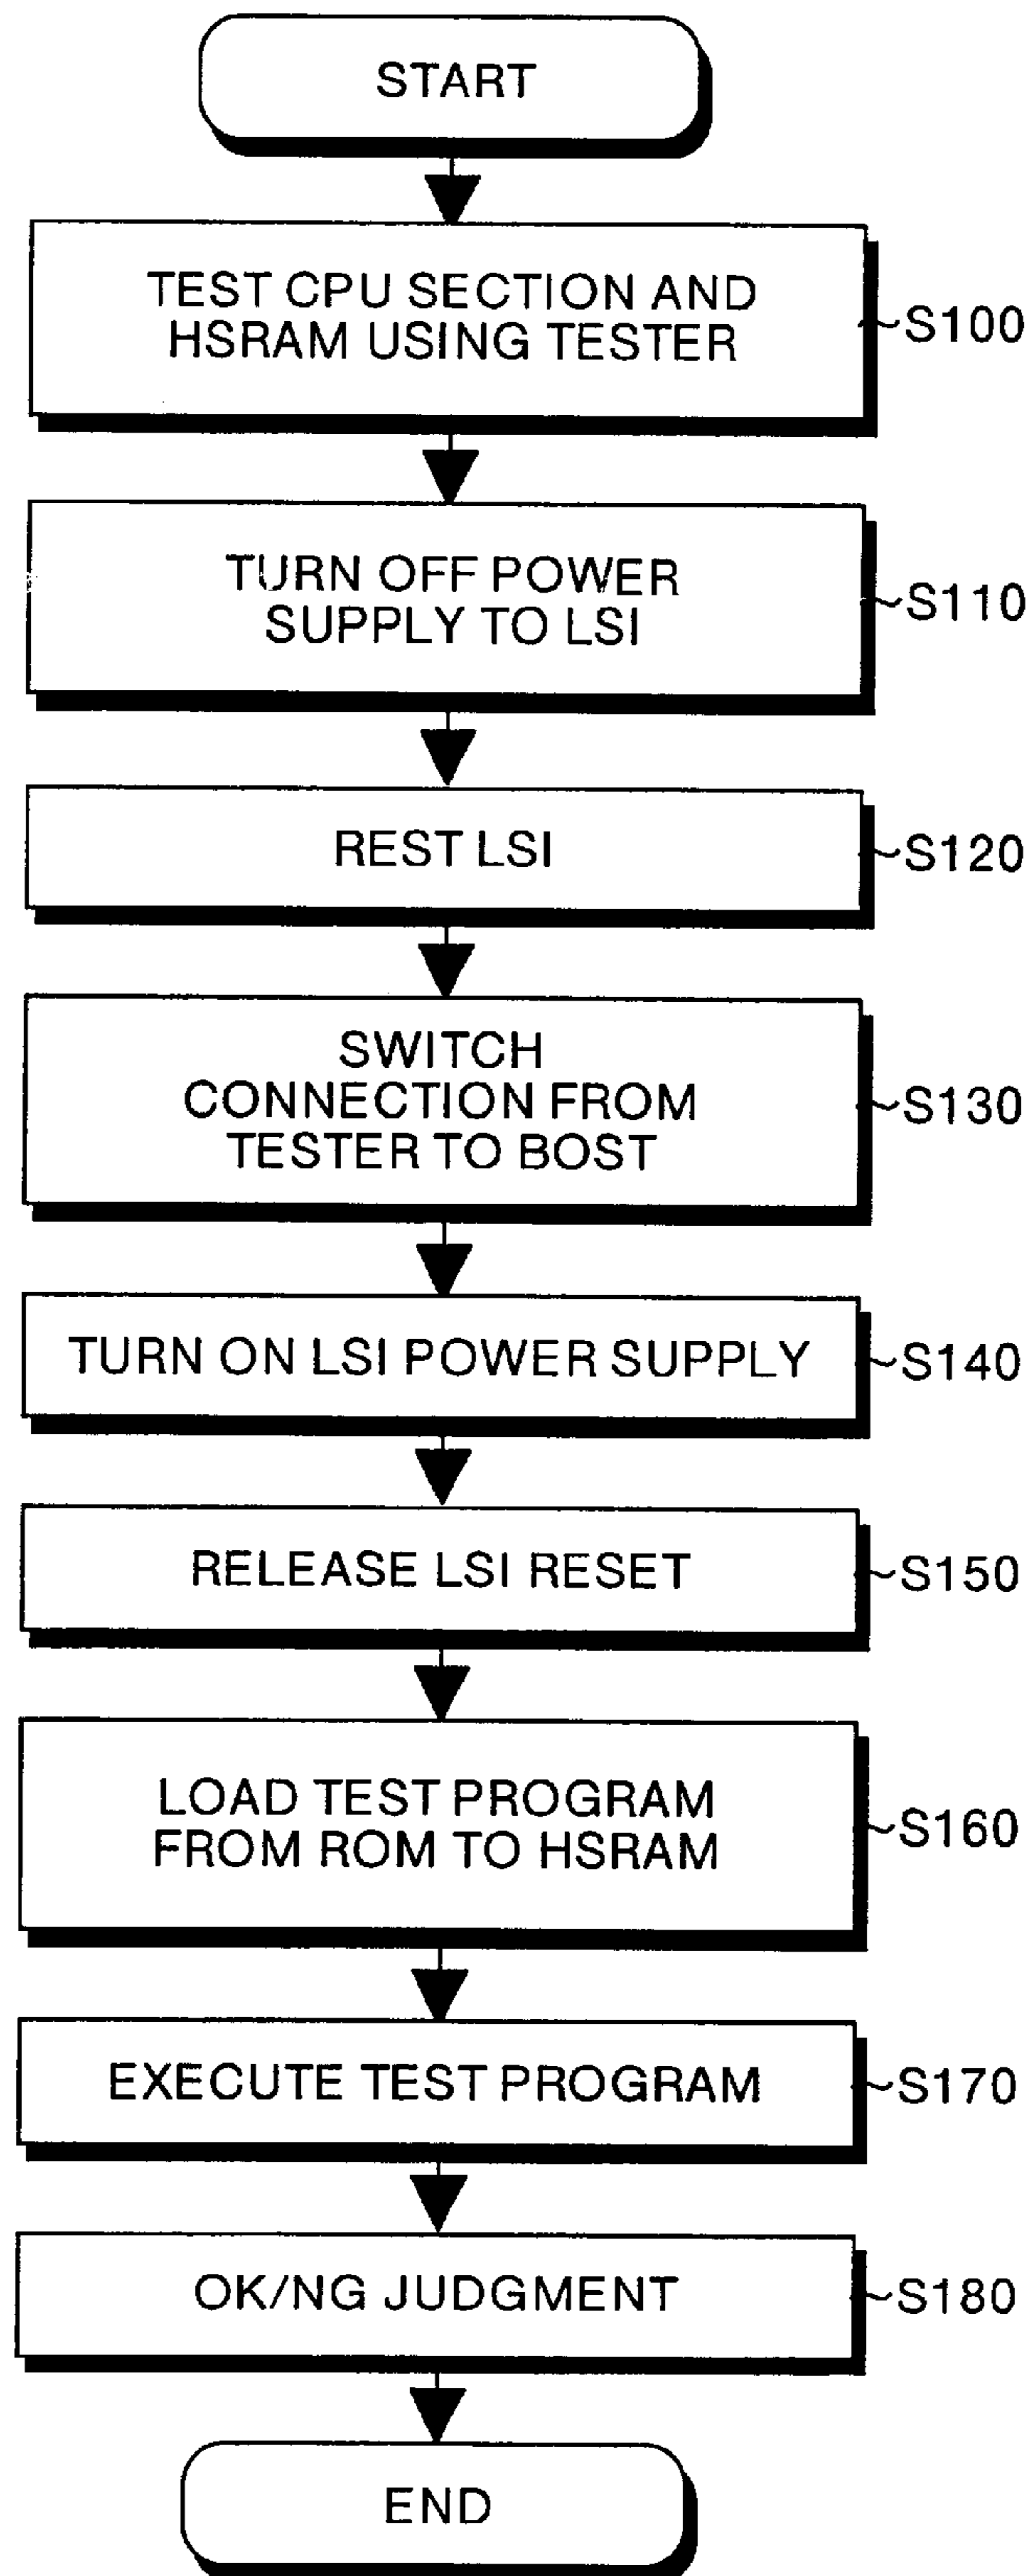 START
TEST CPU SECTION AND
HSRAM USING TESTER
S100
TURN OFF POWER
SUPPLY TO LSI
S110
REST LSI
S120
SWITCH
CONNECTION FROM
TESTER TO BOST
S130
TURN ON LSI POWER SUPPLY
S140
RELEASE LSI RESET
S150
LOAD TEST PROGRAM
FROM ROM TO HSRAM
S160
EXECUTE TEST PROGRAM
S170
OK/NG JUDGMENT
S180
END